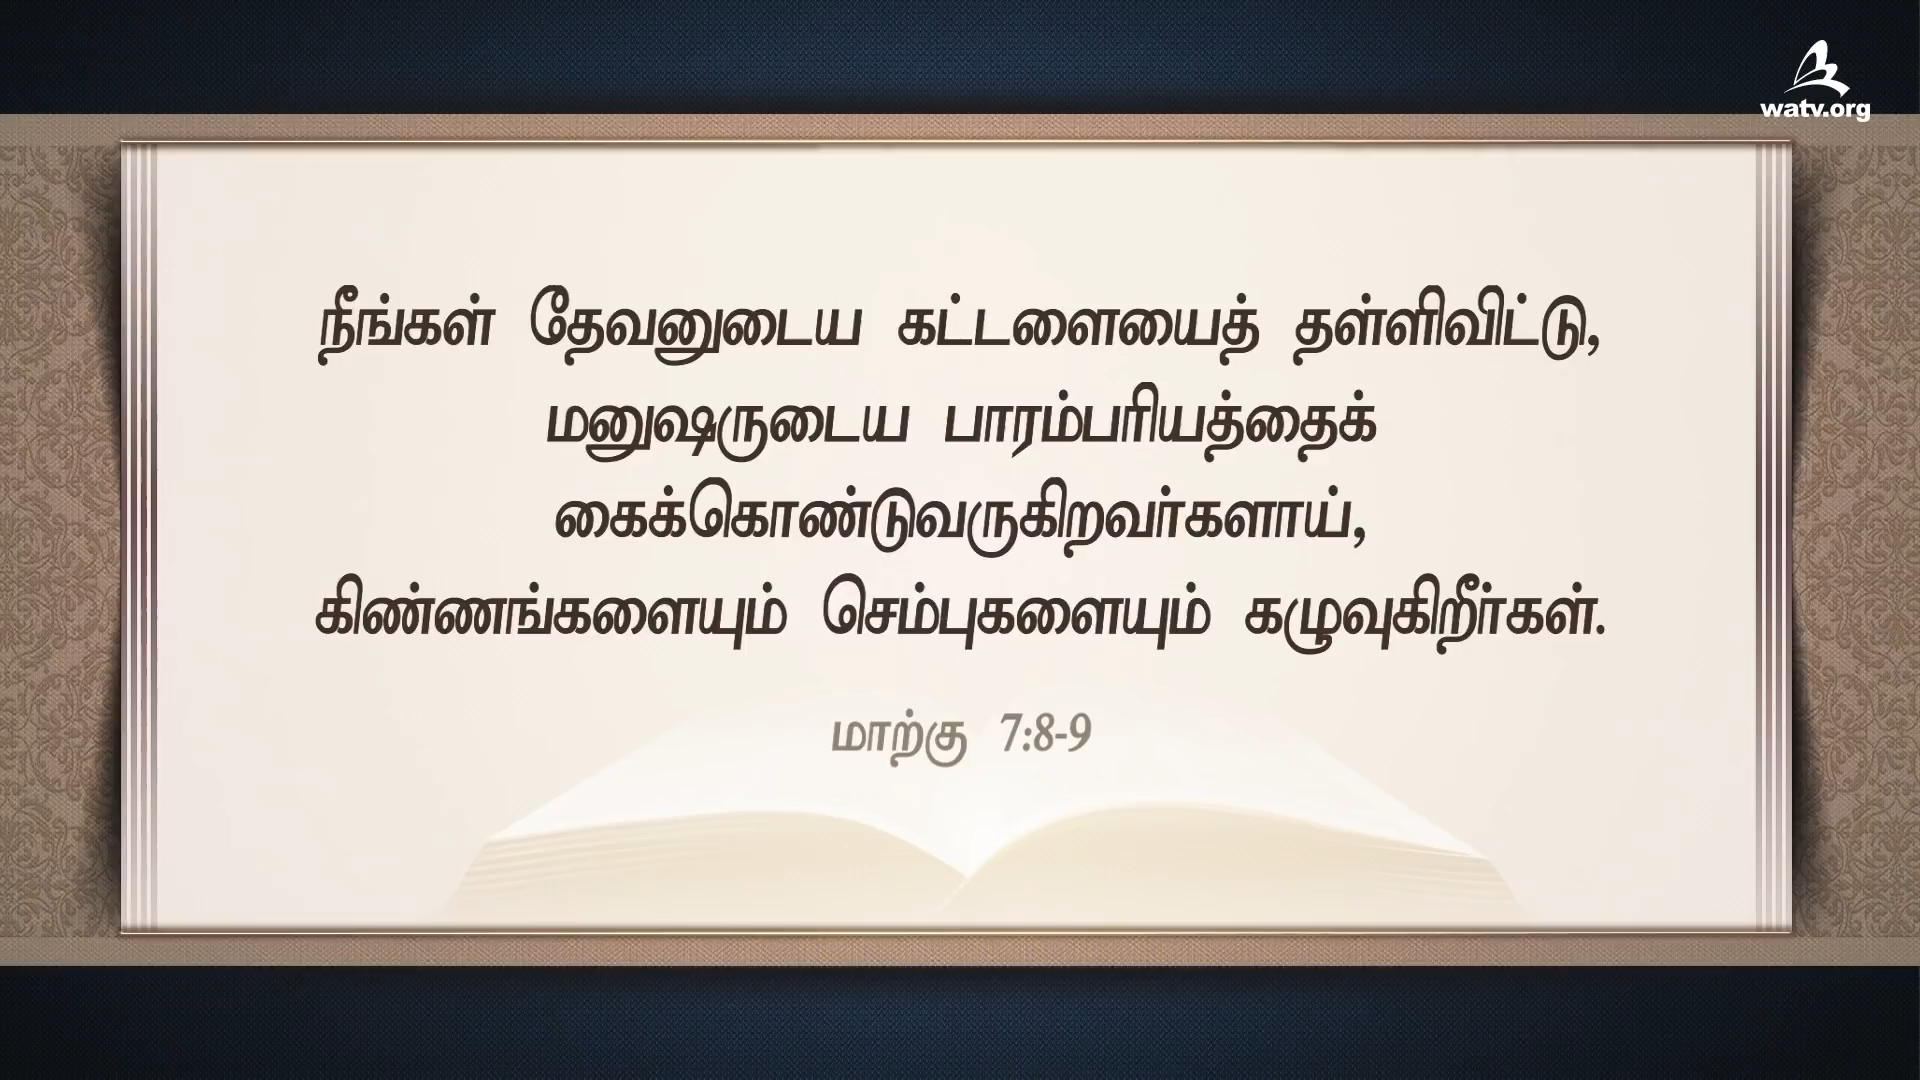 watv.org
நீங்கள் தேவனுடைய கட்டளையைத் தள்ளிவிட்டு,
மனுஷருடைய பாரம்பரியத்தைக்
கைக்கொண்டுவருகிறவர்களாய்,
கிண்ணங்களையும் செம்புகளையும் கழுவுகிறீர்கள்.
மாற்கு 7:8-9